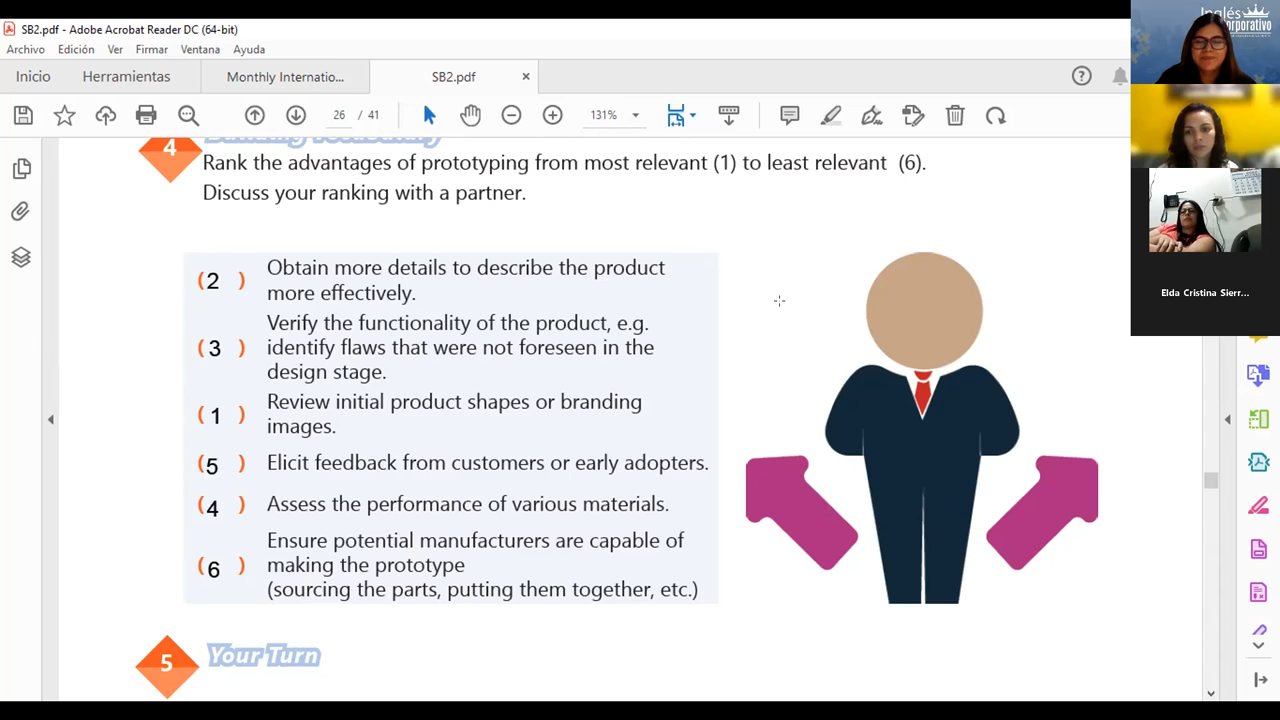 SB2.pdf - Adobe Acrobat Reader DC (64-bit)
Archivo Edición Ver Firmar Ventana Ayuda
Inicio Herramientas Monthly Internatio... SB2.pdf ×
26 / 41 131%
4 Building Vocabulary
Rank the advantages of prototyping from most relevant (1) to least relevant (6).
Discuss your ranking with a partner.
(2) Obtain more details to describe the product
more effectively.
(3) Verify the functionality of the product, e.g.
identify flaws that were not foreseen in the
design stage.
(1) Review initial product shapes or branding
images.
(5) Elicit feedback from customers or early adopters.
(4) Assess the performance of various materials.
(6) Ensure potential manufacturers are capable of
making the prototype
(sourcing the parts, putting them together, etc.)
5 Your Turn
Inglés
orporativo
Elda Cristina Sierr...